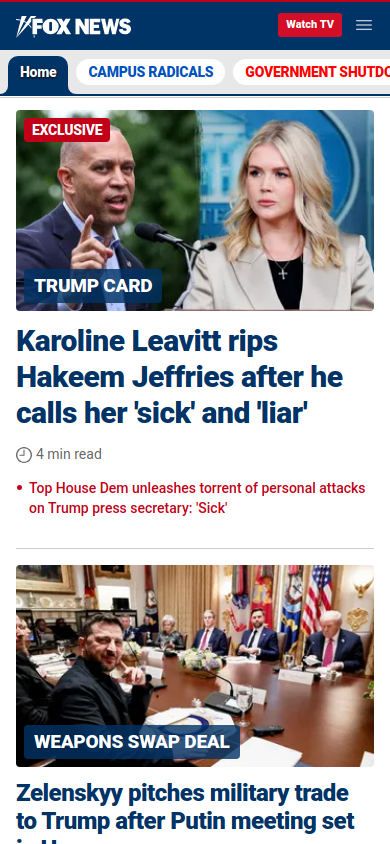 FOX NEWS
Watch TV
Home
CAMPUS RADICALS
GOVERNMENT SHUTDO
EXCLUSIVE
TRUMP CARD
Karoline Leavitt rips
Hakeem Jeffries after he
calls her 'sick' and 'liar'
4 min read
Top House Dem unleashes torrent of personal attacks
on Trump press secretary: 'Sick'
WEAPONS SWAP DEAL
Zelenskyy pitches military trade
to Trump after Putin meeting set